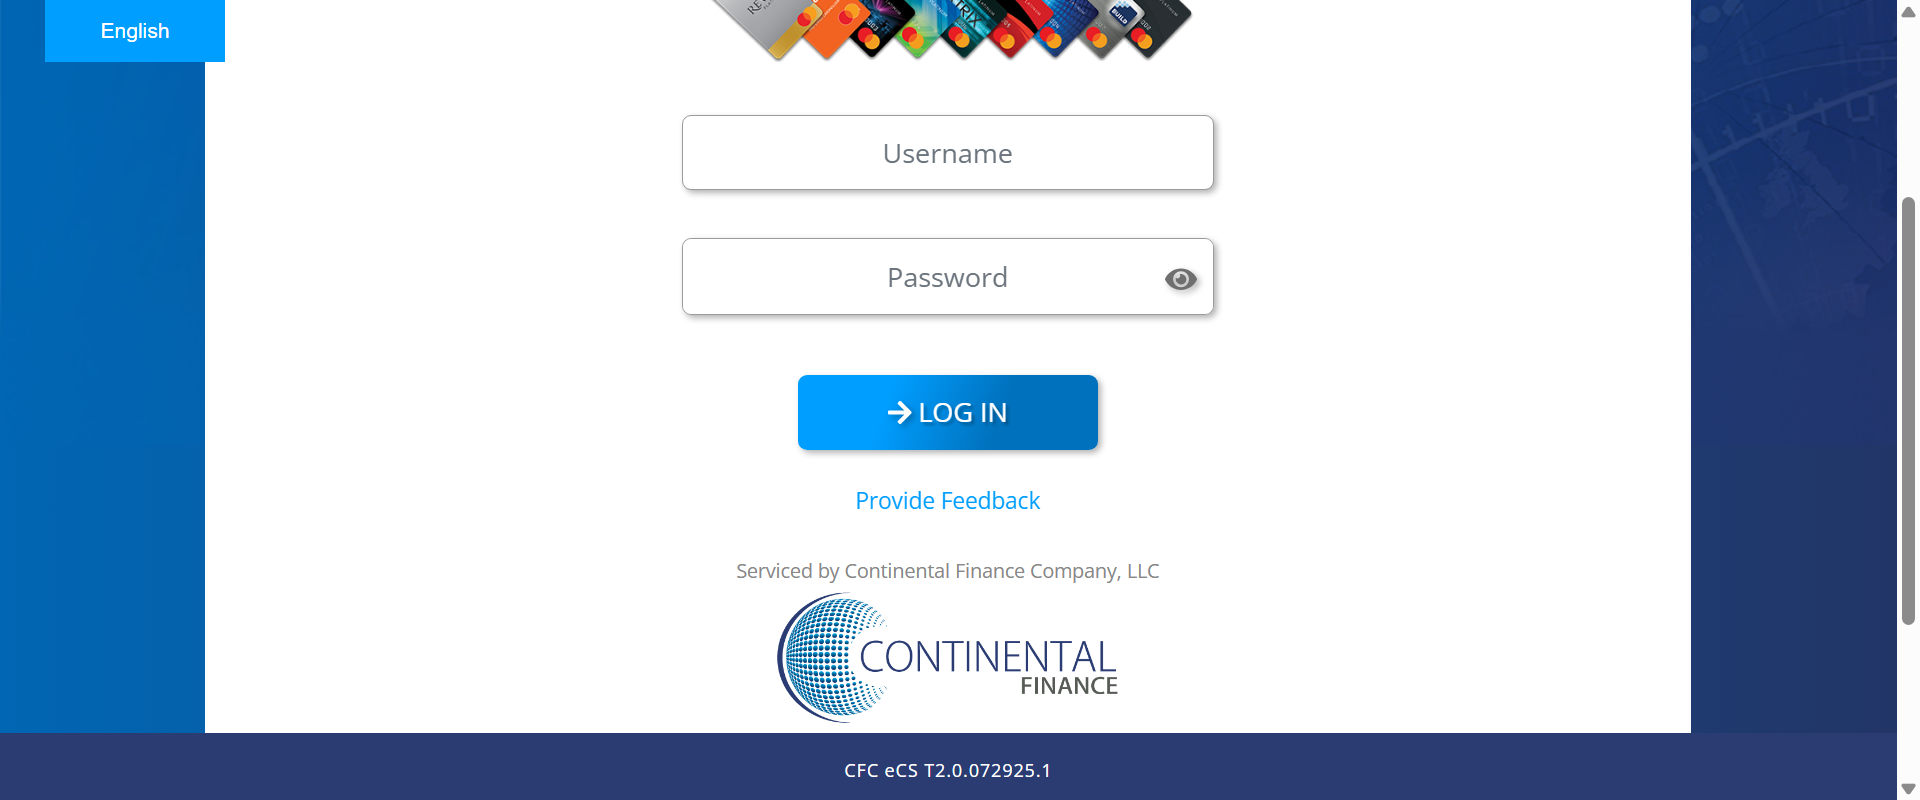 English
Username
Password
LOG IN
Provide Feedback
Serviced by Continental Finance Company, LLC
CONTINENTAL
FINANCE
CFC eCS T2.0.072925.1